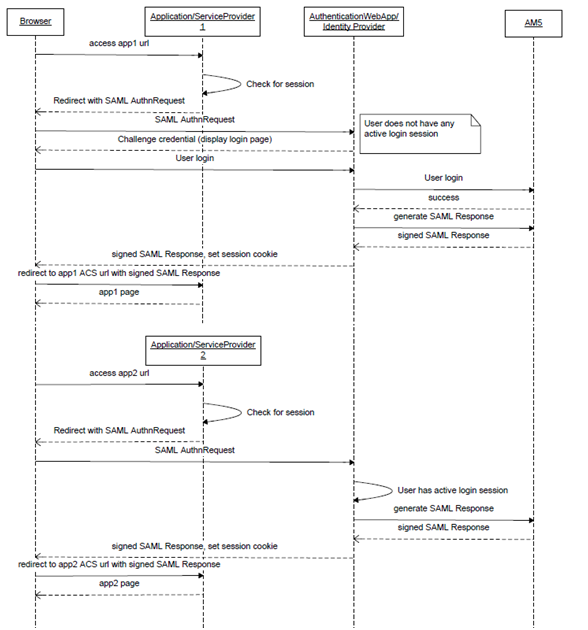 Browser
Application/ServiceProvider
1
AuthenticationWebApp/
Identity Provider
AM5
access app1 url
Check for session
Redirect with SAML AuthnRequest
SAML AuthnRequest
User does not have any
active login session
Challenge credential (display login page)
User login
User login
success
generate SAML Response
signed SAML Response
signed SAML Response, set session cookie
redirect to app1 ACS url with signed SAML Response
app1 page
Application/ServiceProvider
2
access app2 url
Check for session
Redirect with SAML AuthnRequest
SAML AuthnRequest
User has active login session
generate SAML Response
signed SAML Response
signed SAML Response, set session cookie
redirect to app2 ACS url with signed SAML Response
app2 page